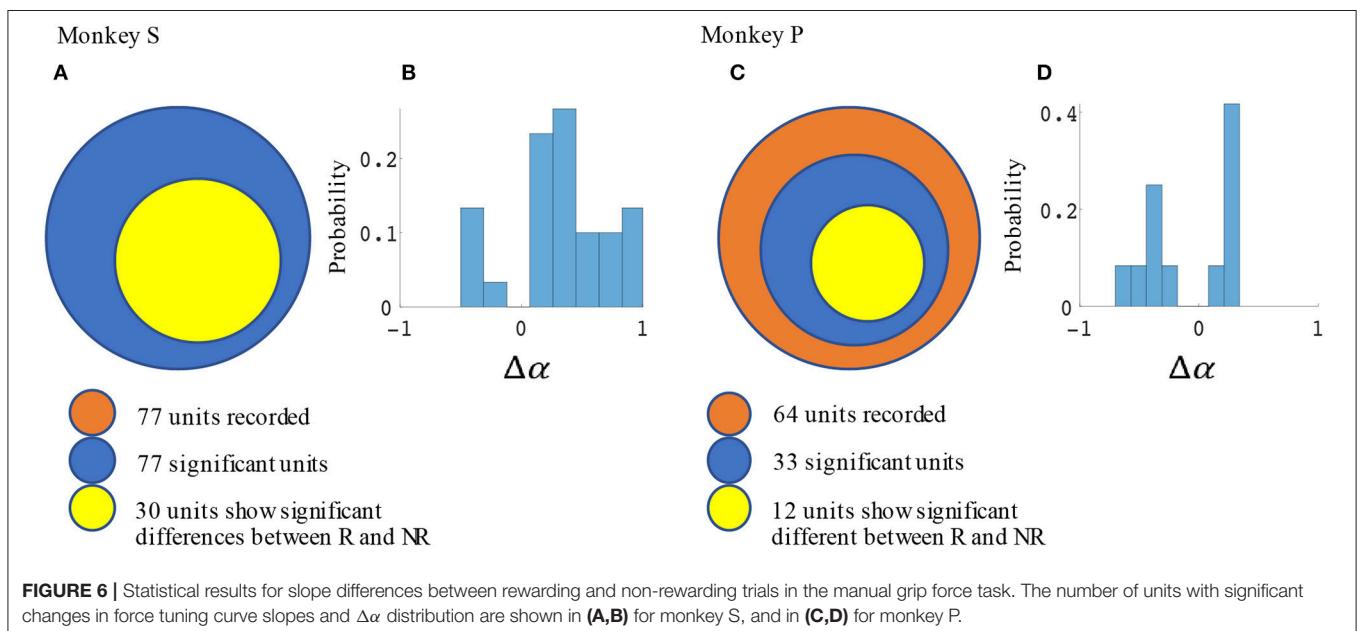 Monkey S
Monkey P
A
B
C
D
Probability
0.2
0.1
0
-1
0
1
Δα
Probability
0.4
0.2
0
-1
0
1
Δα
77 units recorded
77 significant units
30 units show significant
differences between R and NR
64 units recorded
33 significant units
12 units show significant
different between R and NR
FIGURE 6 | Statistical results for slope differences between rewarding and non-rewarding trials in the manual grip force task. The number of units with significant
changes in force tuning curve slopes and Δα distribution are shown in (A,B) for monkey S, and in (C,D) for monkey P.